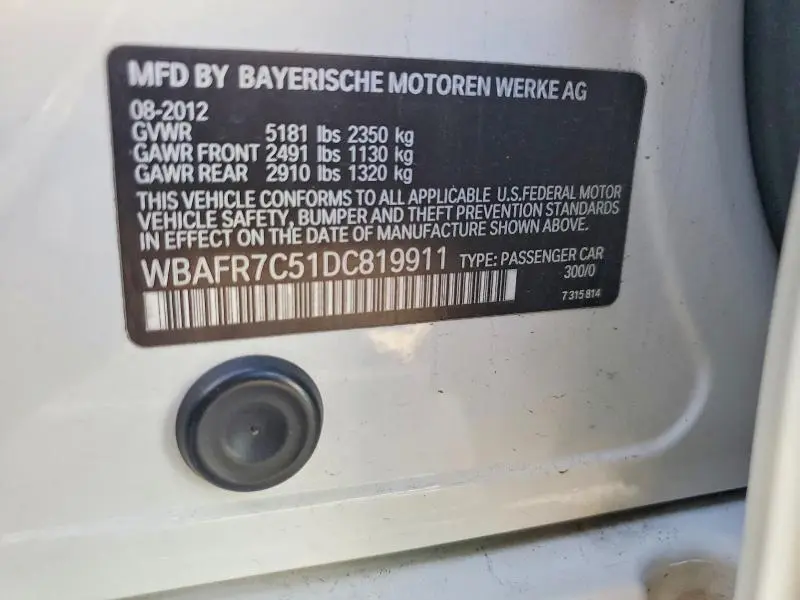 MFD BY BAYERISCHE MOTOREN WERKE AG
08-2012
GVWR 5181 lbs 2350 kg
GAWR FRONT 2491 lbs 1130 kg
GAWR REAR 2910 lbs 1320 kg
THIS VEHICLE CONFORMS TO ALL APPLICABLE U.S.FEDERAL MOTOR
VEHICLE SAFETY, BUMPER AND THEFT PREVENTION STANDARDS
IN EFFECT ON THE DATE OF MANUFACTURE SHOWN ABOVE.
WBAFR7C51DC819911 TYPE: PASSENGER CAR
300/0
7 315 814